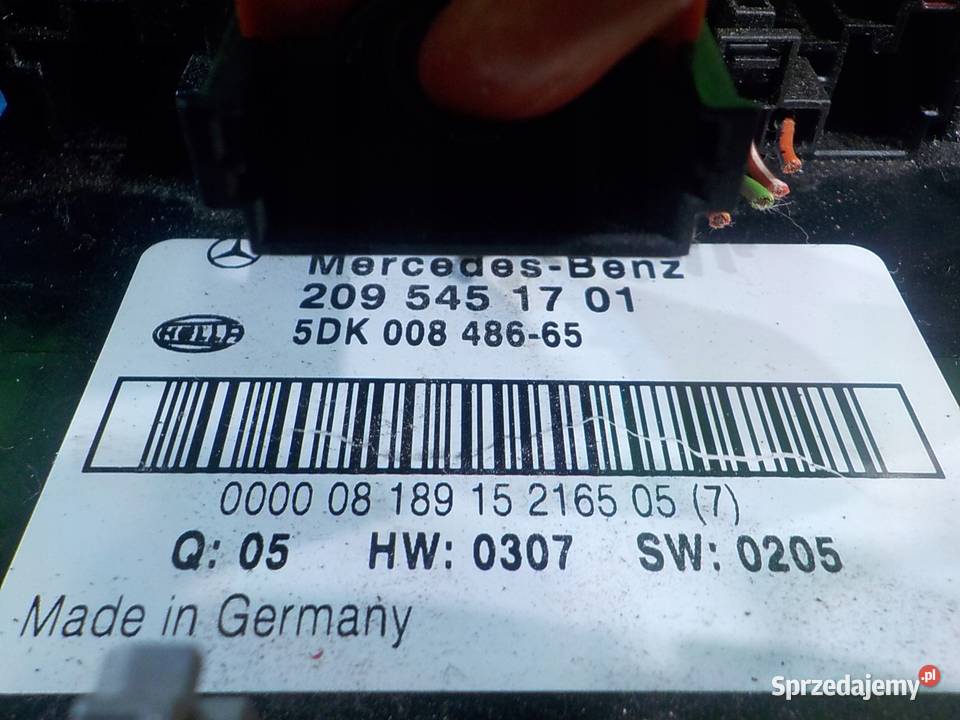 Mercedes-Benz
209 545 17 01
HELLA
5DK 008 486-65
0000 08 189 15 2165 05 (7)
Q: 05 HW: 0307 SW: 0205
Made in Germany
Sprzedajemy.pl